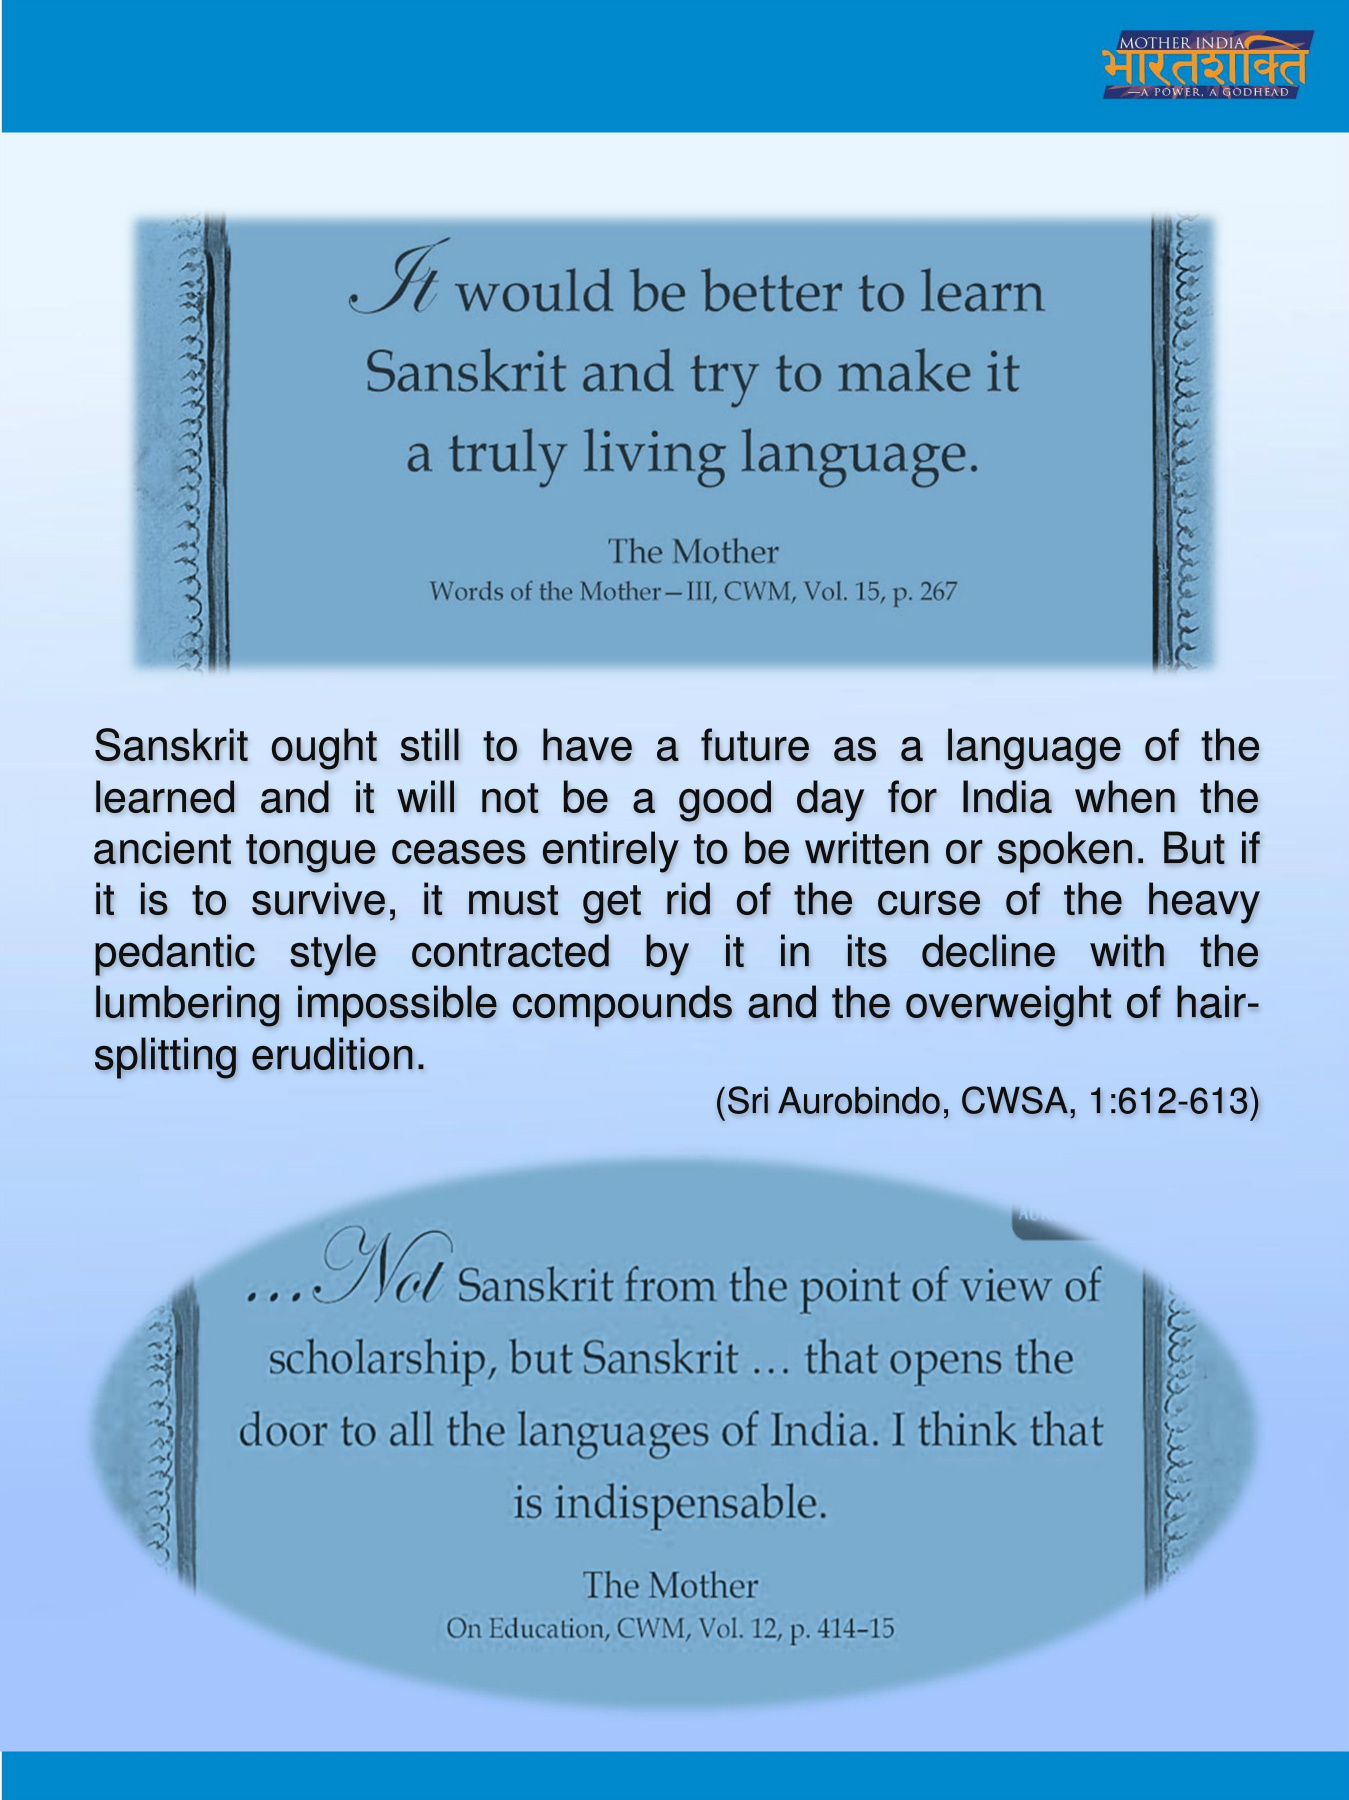 MOTHER INDIA
भारतशक्ति
—A POWER, A GODHEAD
It would be better to learn
Sanskrit and try to make it
a truly living language.
The Mother
Words of the Mother—III, CWM, Vol. 15, p. 267
Sanskrit ought still to have a future as a language of the
learned and it will not be a good day for India when the
ancient tongue ceases entirely to be written or spoken. But if
it is to survive, it must get rid of the curse of the heavy
pedantic style contracted by it in its decline with the
lumbering impossible compounds and the overweight of hair-
splitting erudition.
(Sri Aurobindo, CWSA, 1:612-613)
...Not Sanskrit from the point of view of
scholarship, but Sanskrit ... that opens the
door to all the languages of India. I think that
is indispensable.
The Mother
On Education, CWM, Vol. 12, p. 414–15